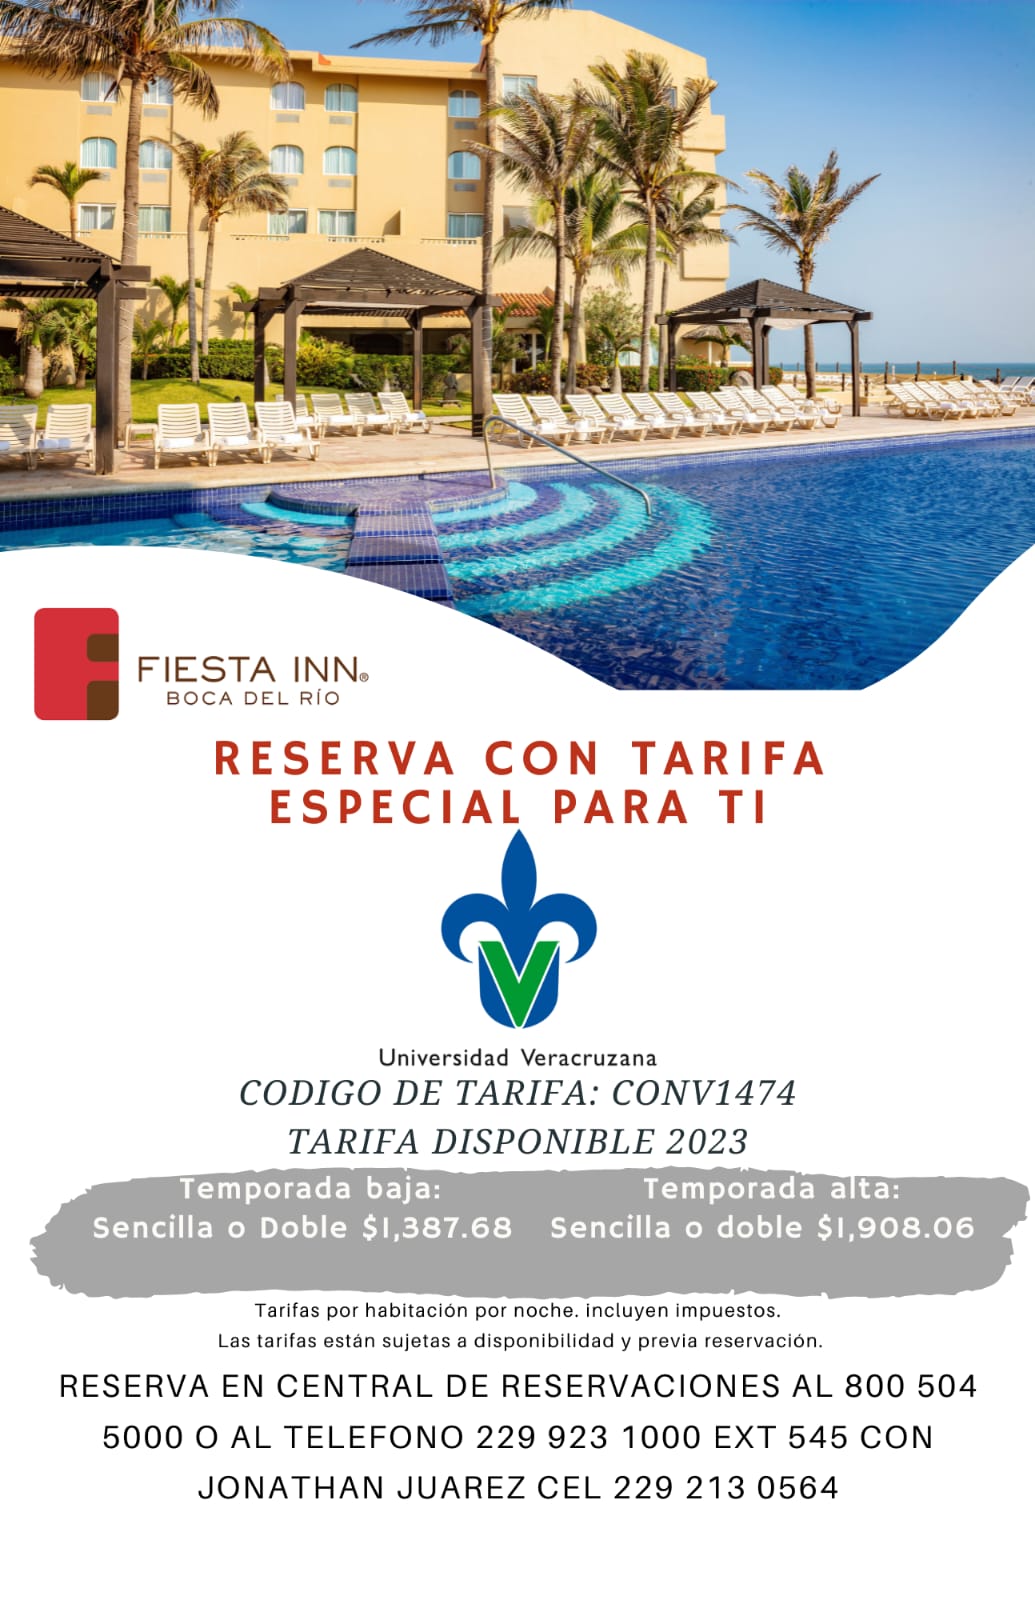 FIESTA INN®
BOCA DEL RÍO
RESERVA CON TARIFA
ESPECIAL PARA TI
Universidad Veracruzana
CODIGO DE TARIFA: CONV1474
TARIFA DISPONIBLE 2023
Temporada baja:
Sencilla o Doble $1,387.68
Temporada alta:
Sencilla o doble $1,908.06
Tarifas por habitación por noche. incluyen impuestos.
Las tarifas están sujetas a disponibilidad y previa reservación.
RESERVA EN CENTRAL DE RESERVACIONES AL 800 504
5000 O AL TELEFONO 229 923 1000 EXT 545 CON
JONATHAN JUAREZ CEL 229 213 0564